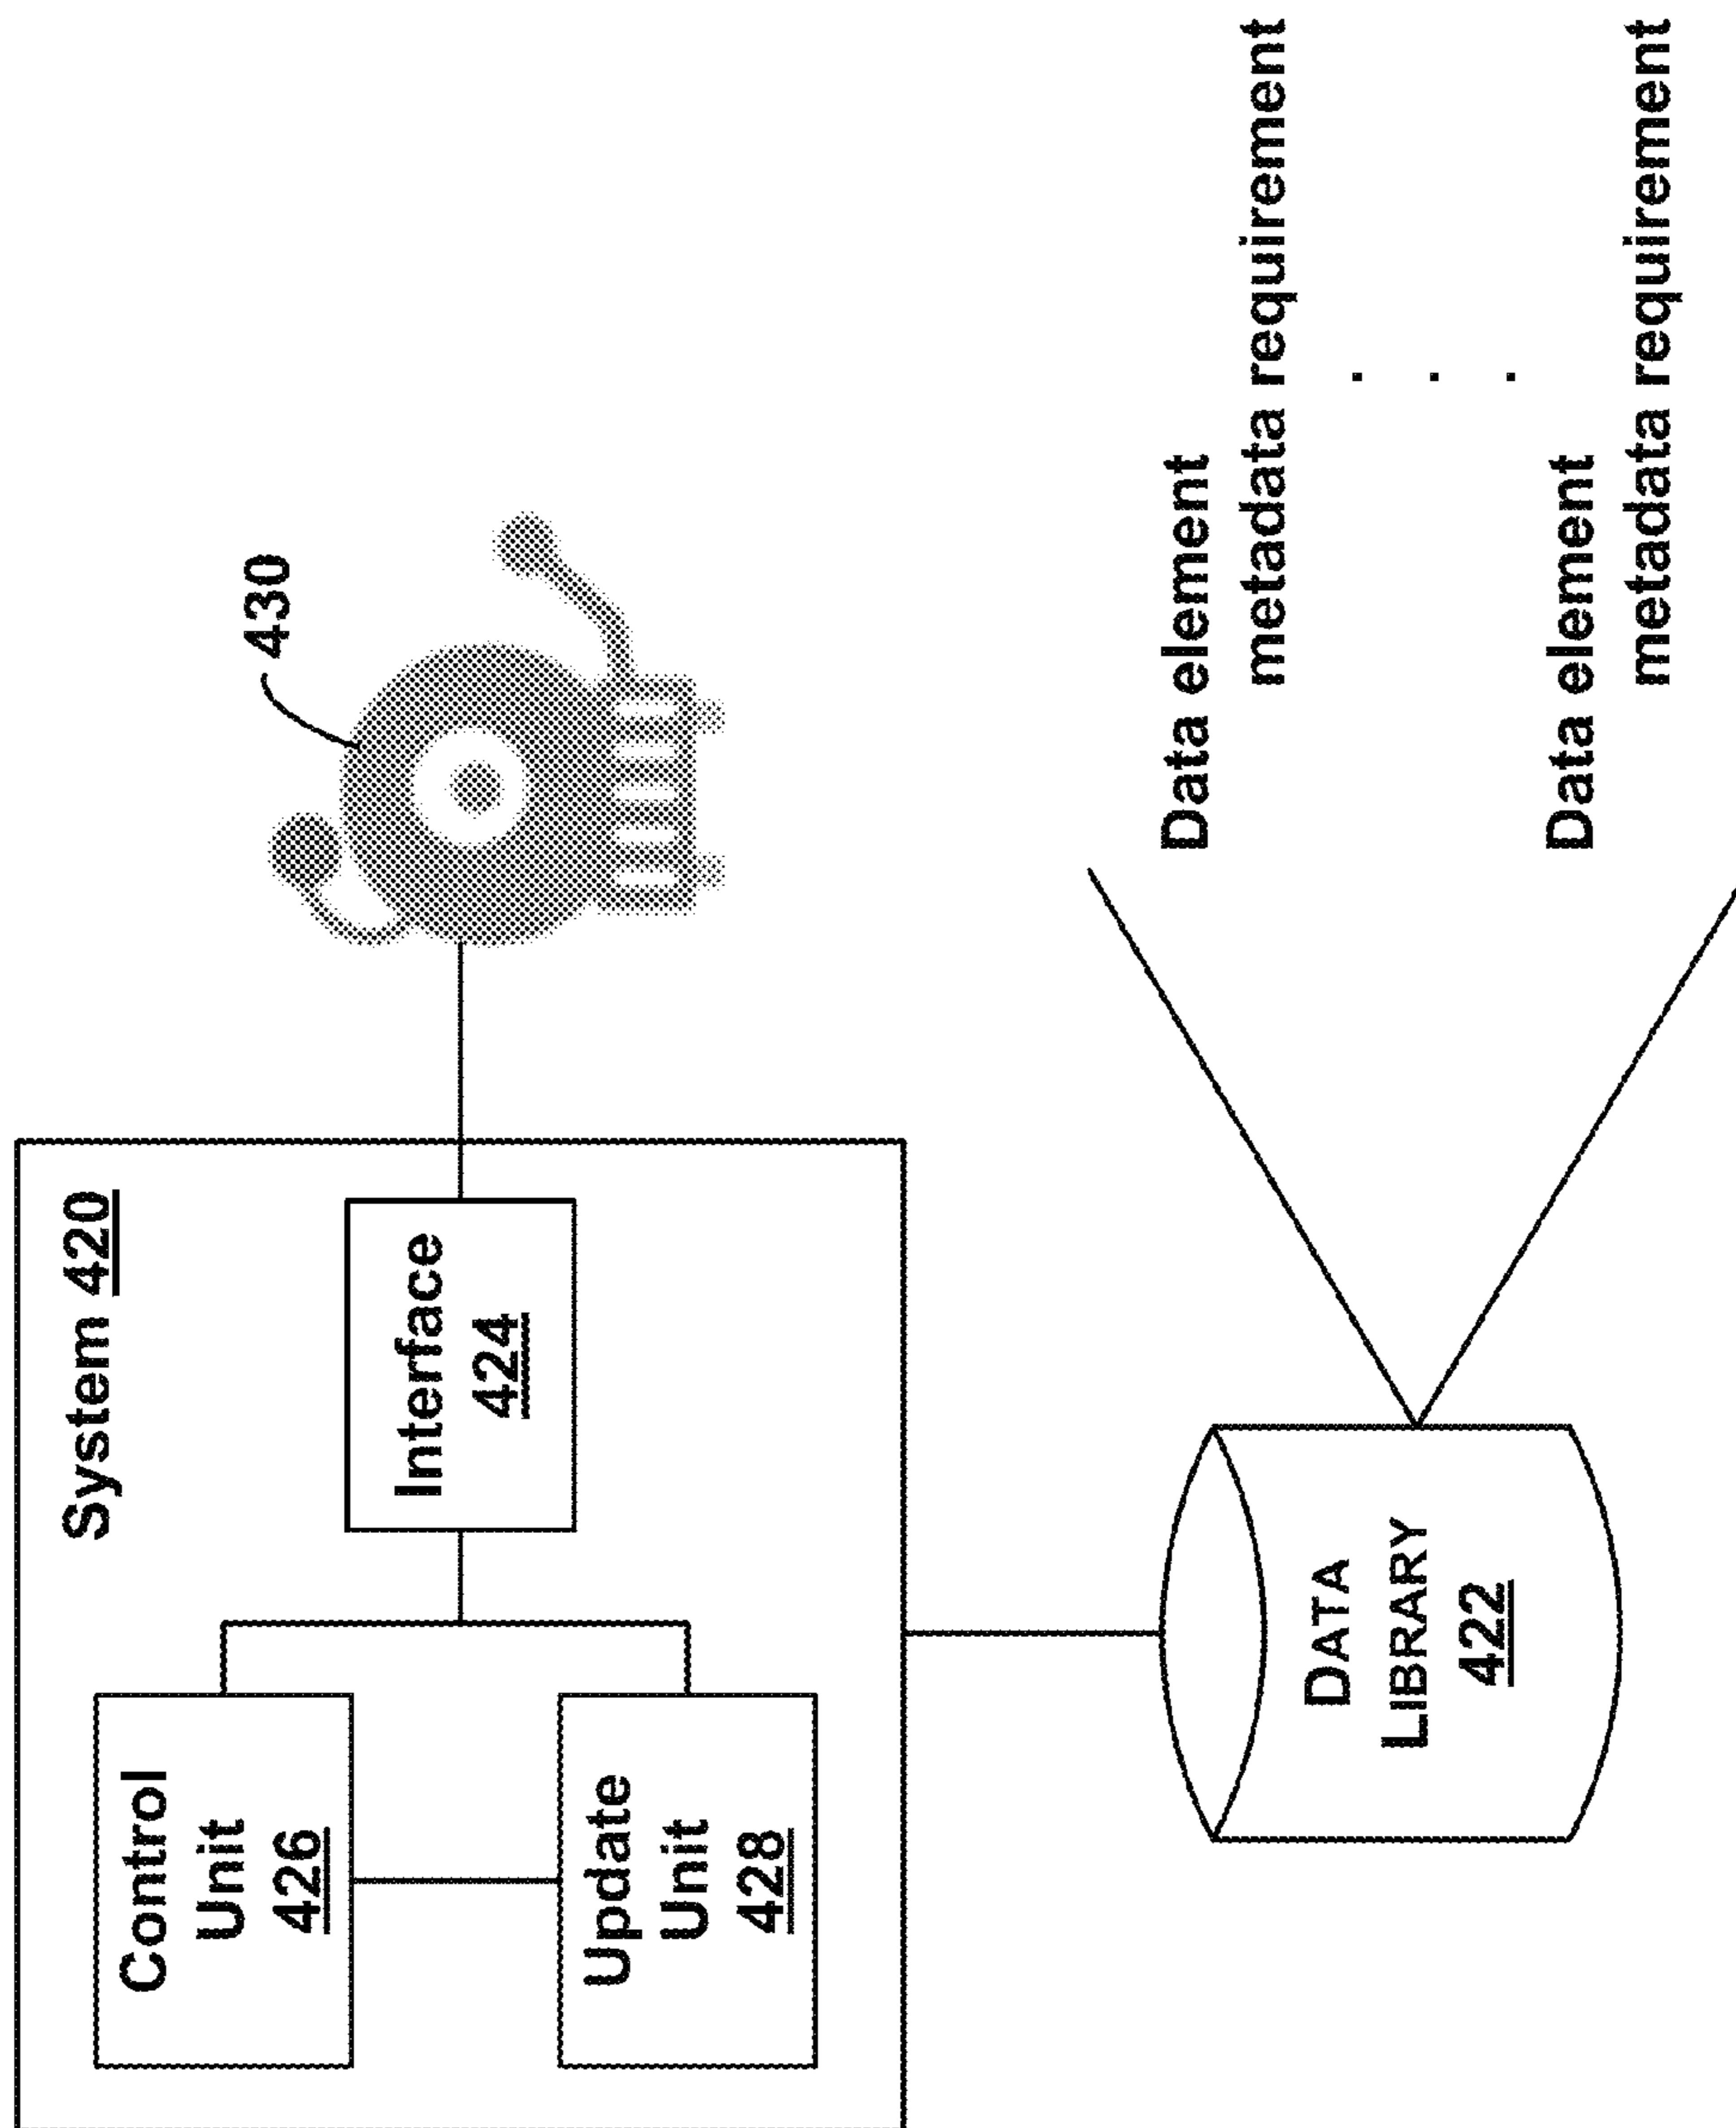 System 420
Control
Unit
426
Interface
424
430
Update
Unit
428
DATA
LIBRARY
422
Data element
metadata requirement
.
.
.
Data element
metadata requirement